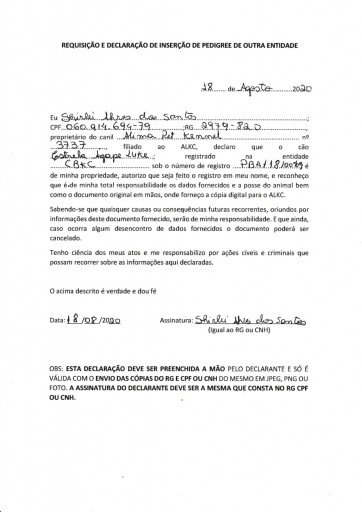 REQUISIÇÃO E DECLARAÇÃO DE INSERÇÃO DE PEDIGREE DE OUTRA ENTIDADE
18 de Agosto 2020
Eu Shirlei Alves dos Santos
CPF 060.914.694-79 RG 2979-820
proprietário do canil Mima Pet Kennel nº
3737, filiado ao ALKC, declaro que o cão
Estrela Agape Luke; registrado na entidade
CBKC sob o número de registro PBA/18/0079 é
de minha propriedade, autorizo que seja feito o registro em meu nome, e reconheço
que é de minha total responsabilidade os dados fornecidos e a posse do animal bem
como o documento original em mãos, onde forneço a cópia digital para o ALKC.
Sabendo-se que quaisquer causas ou consequências futuras recorrentes, oriundos por
informações deste documento fornecido, serão de minha responsabilidade. E que ainda,
caso ocorra algum desencontro de dados fornecidos o documento poderá ser
cancelado.
Tenho ciência dos meus atos e me responsabilizo por ações cíveis e criminais que
possam recorrer sobre as informações aqui declaradas.
O acima descrito é verdade e dou fé
Data: 18/08/2020 Assinatura: Shirlei Alves dos Santos
(Igual ao RG ou CNH)
OBS: ESTA DECLARAÇÃO DEVE SER PREENCHIDA A MÃO PELO DECLARANTE E SÓ É
VÁLIDA COM O ENVIO DAS CÓPIAS DO RG E CPF OU CNH DO MESMO EM JPEG, PNG OU
FOTO. A ASSINATURA DO DECLARANTE DEVE SER A MESMA QUE CONSTA NO RG CPF
OU CNH.